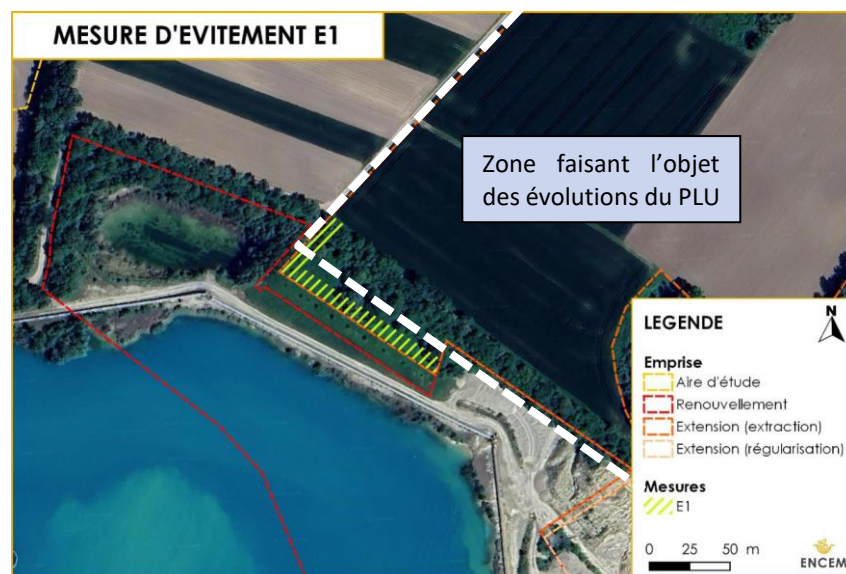 MESURE D'EVITEMENT E1
Zone faisant l’objet
des évolutions du PLU
LEGENDE
N
Emprise
Aire d'étude
Renouvellement
Extension (extraction)
Extension (régularisation)
Mesures
E1
0 25 50 m
ENCEM